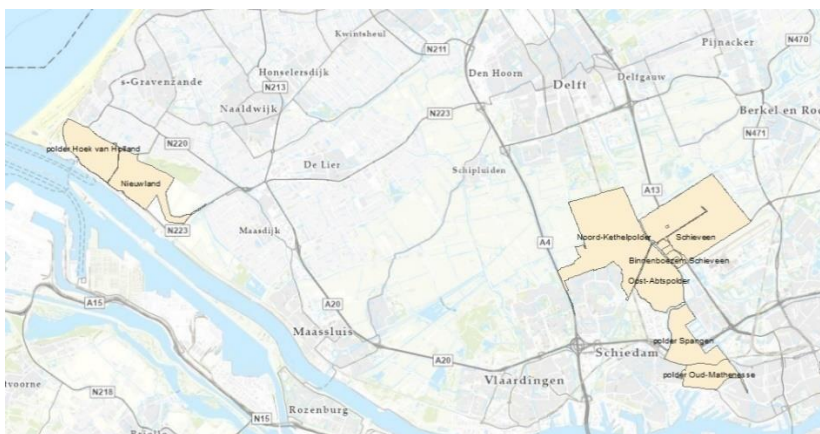 Kwintsheul
N211
Pijnacker
N470
Den Hoorn
Delft
Delfgauw
s-Gravenzande
Honselersdijk
N213
Naaldwijk
N223
Berkel en Ro
N471
N220
De Lier
Schipluiden
A13
polder Hoek van Holland
Nieuwland
N223
Maasdijk
A4
Noord-Kethelpolder
Schieveen
Binnenboezem Schieveen
Oost-Abtspolder
A15
A20
Maassluis
A20
Schiedam
polder Spangen
Vlaardingen
polder Oud-Mathenesse
tvoorne
N218
N15
Rozenburg